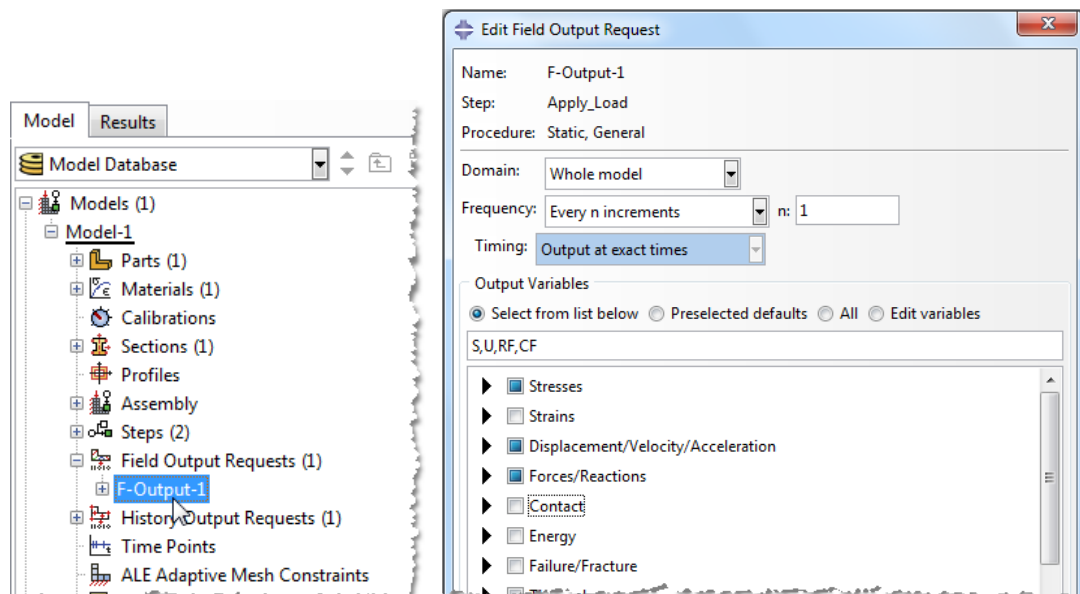 Model Results
Model Database
Models (1)
Model-1
Parts (1)
Materials (1)
Calibrations
Sections (1)
Profiles
Assembly
Steps (2)
Field Output Requests (1)
F-Output-1
History Output Requests (1)
Time Points
ALE Adaptive Mesh Constraints
Edit Field Output Request
Name: F-Output-1
Step: Apply_Load
Procedure: Static, General
Domain: Whole model
Frequency: Every n increments n: 1
Timing: Output at exact times
Output Variables
Select from list below Preselected defaults All Edit variables
S,U,RF,CF
Stresses
Strains
Displacement/Velocity/Acceleration
Forces/Reactions
Contact
Energy
Failure/Fracture